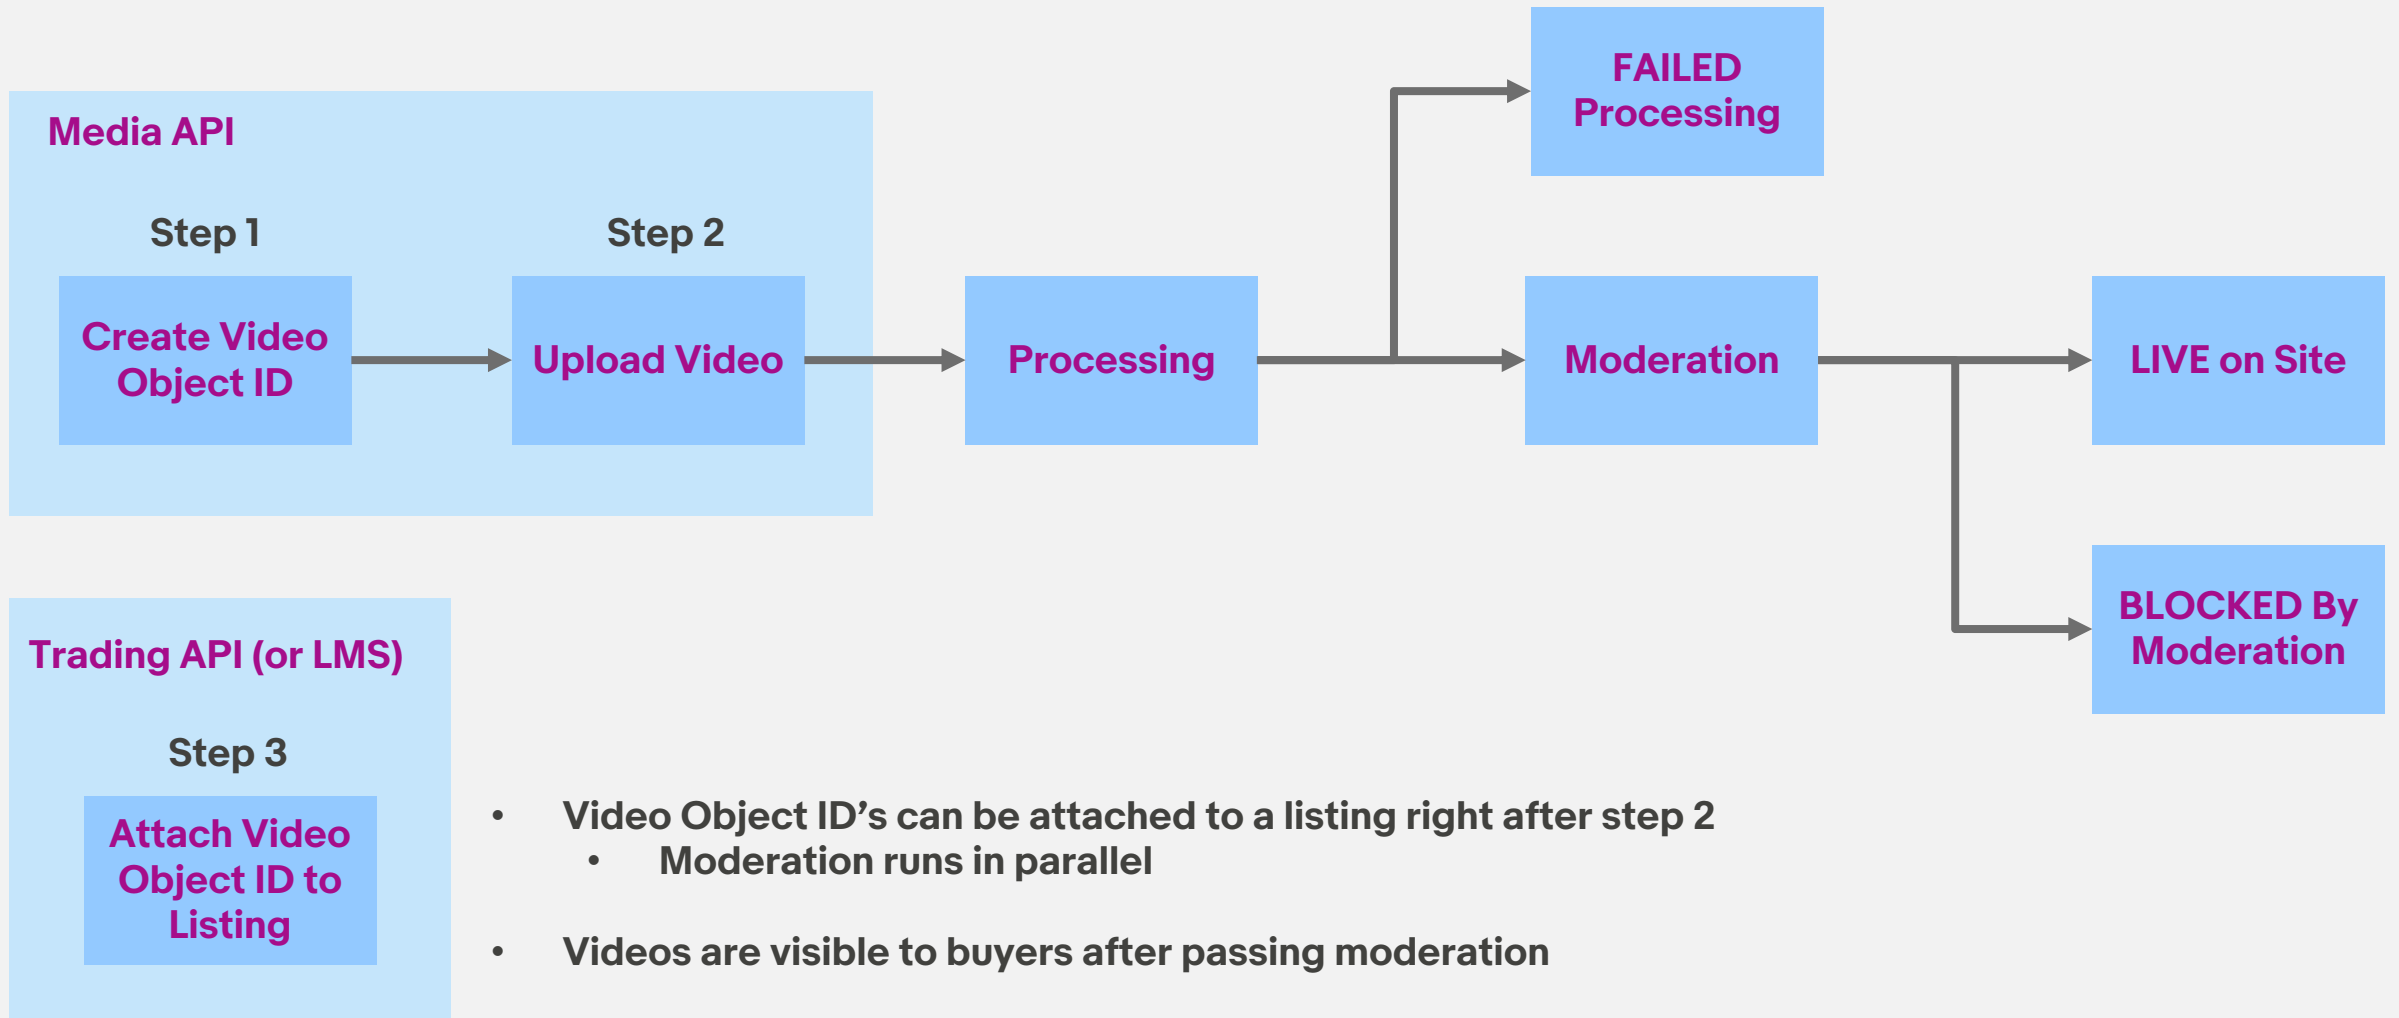 FAILED
Processing
Media API
Step 1
Step 2
Create Video
Object ID
Upload Video
Processing
Moderation
LIVE on Site
BLOCKED By
Moderation
Trading API (or LMS)
Step 3
Attach Video
Object ID to
Listing
• Video Object ID’s can be attached to a listing right after step 2
• Moderation runs in parallel
• Videos are visible to buyers after passing moderation